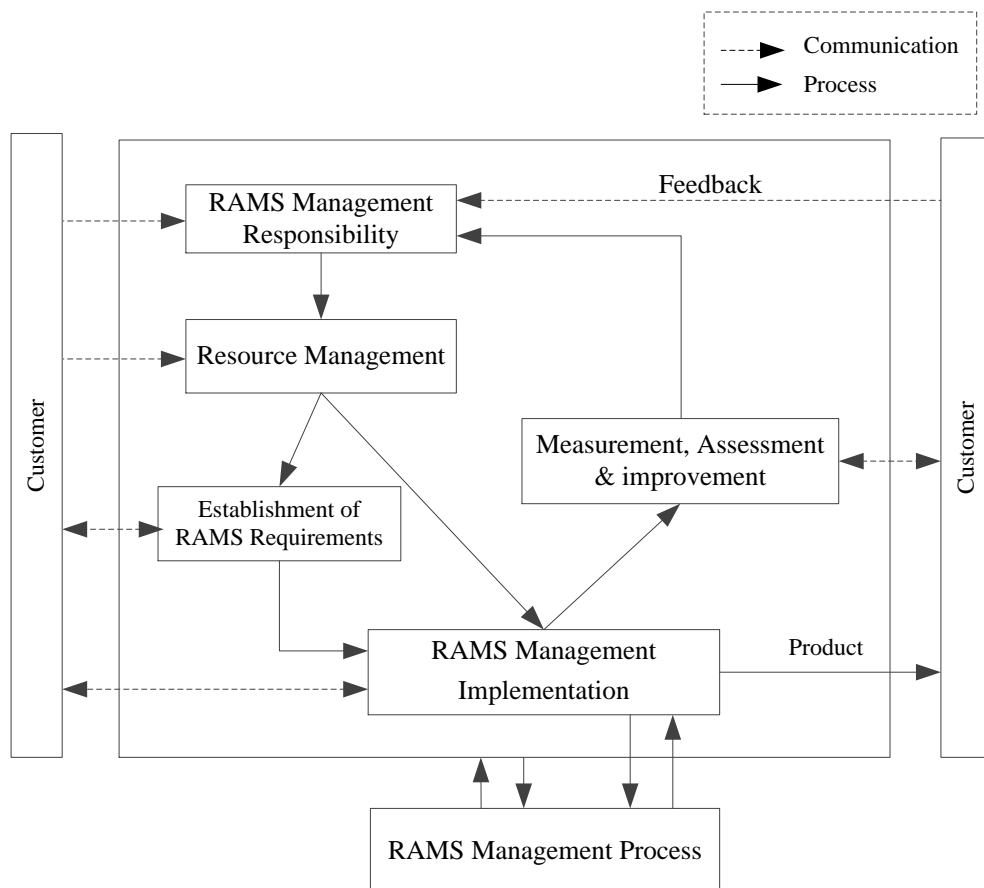 Communication
Process
Feedback
RAMS Management
Responsibility
Resource Management
Customer
Measurement, Assessment
& improvement
Customer
Establishment of
RAMS Requirements
RAMS Management
Implementation
Product
RAMS Management Process